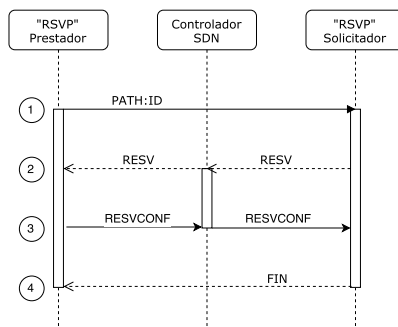 "RSVP"
Prestador
Controlador
SDN
"RSVP"
Solicitador
1
PATH:ID
2
RESV
RESV
3
RESVCONF
RESVCONF
4
FIN